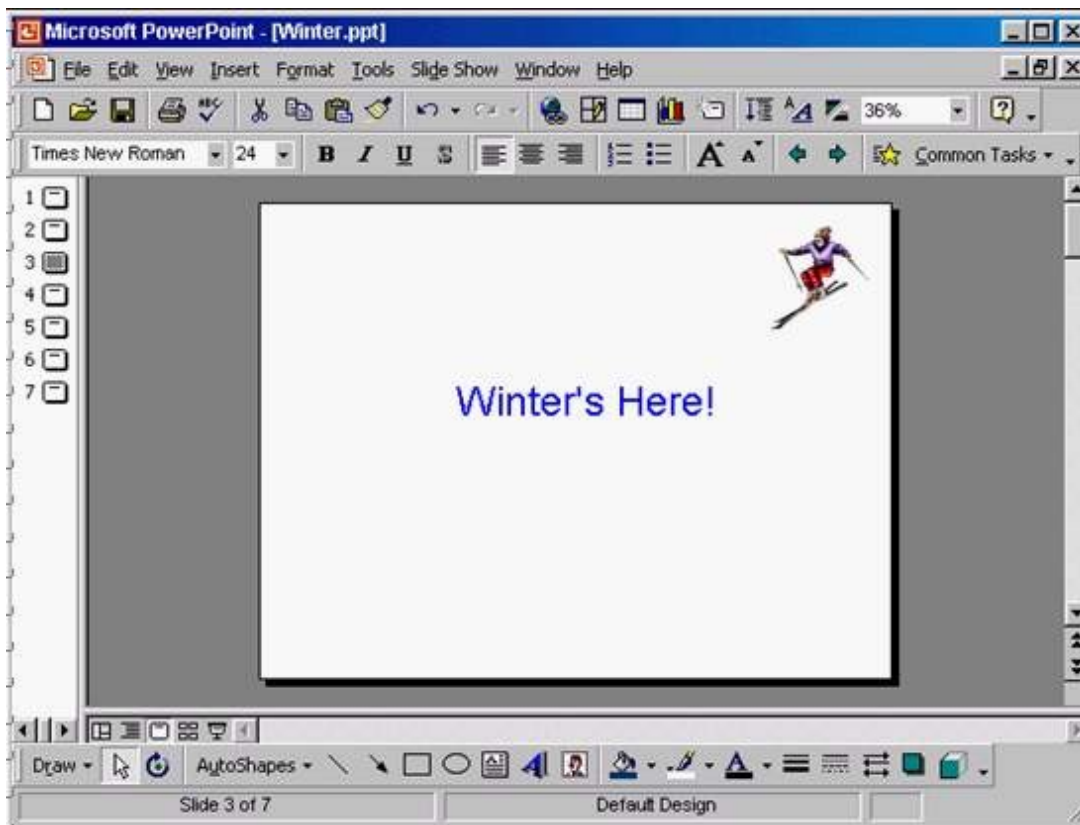 Microsoft PowerPoint - [Winter.ppt]
File Edit View Insert Format Tools Slide Show Window Help
ABC A A 36% ?
Times New Roman 24 B I U S A A Common Tasks
1
2
3
4
5
6
7
Winter's Here!
Draw AutoShapes A A
Slide 3 of 7 Default Design